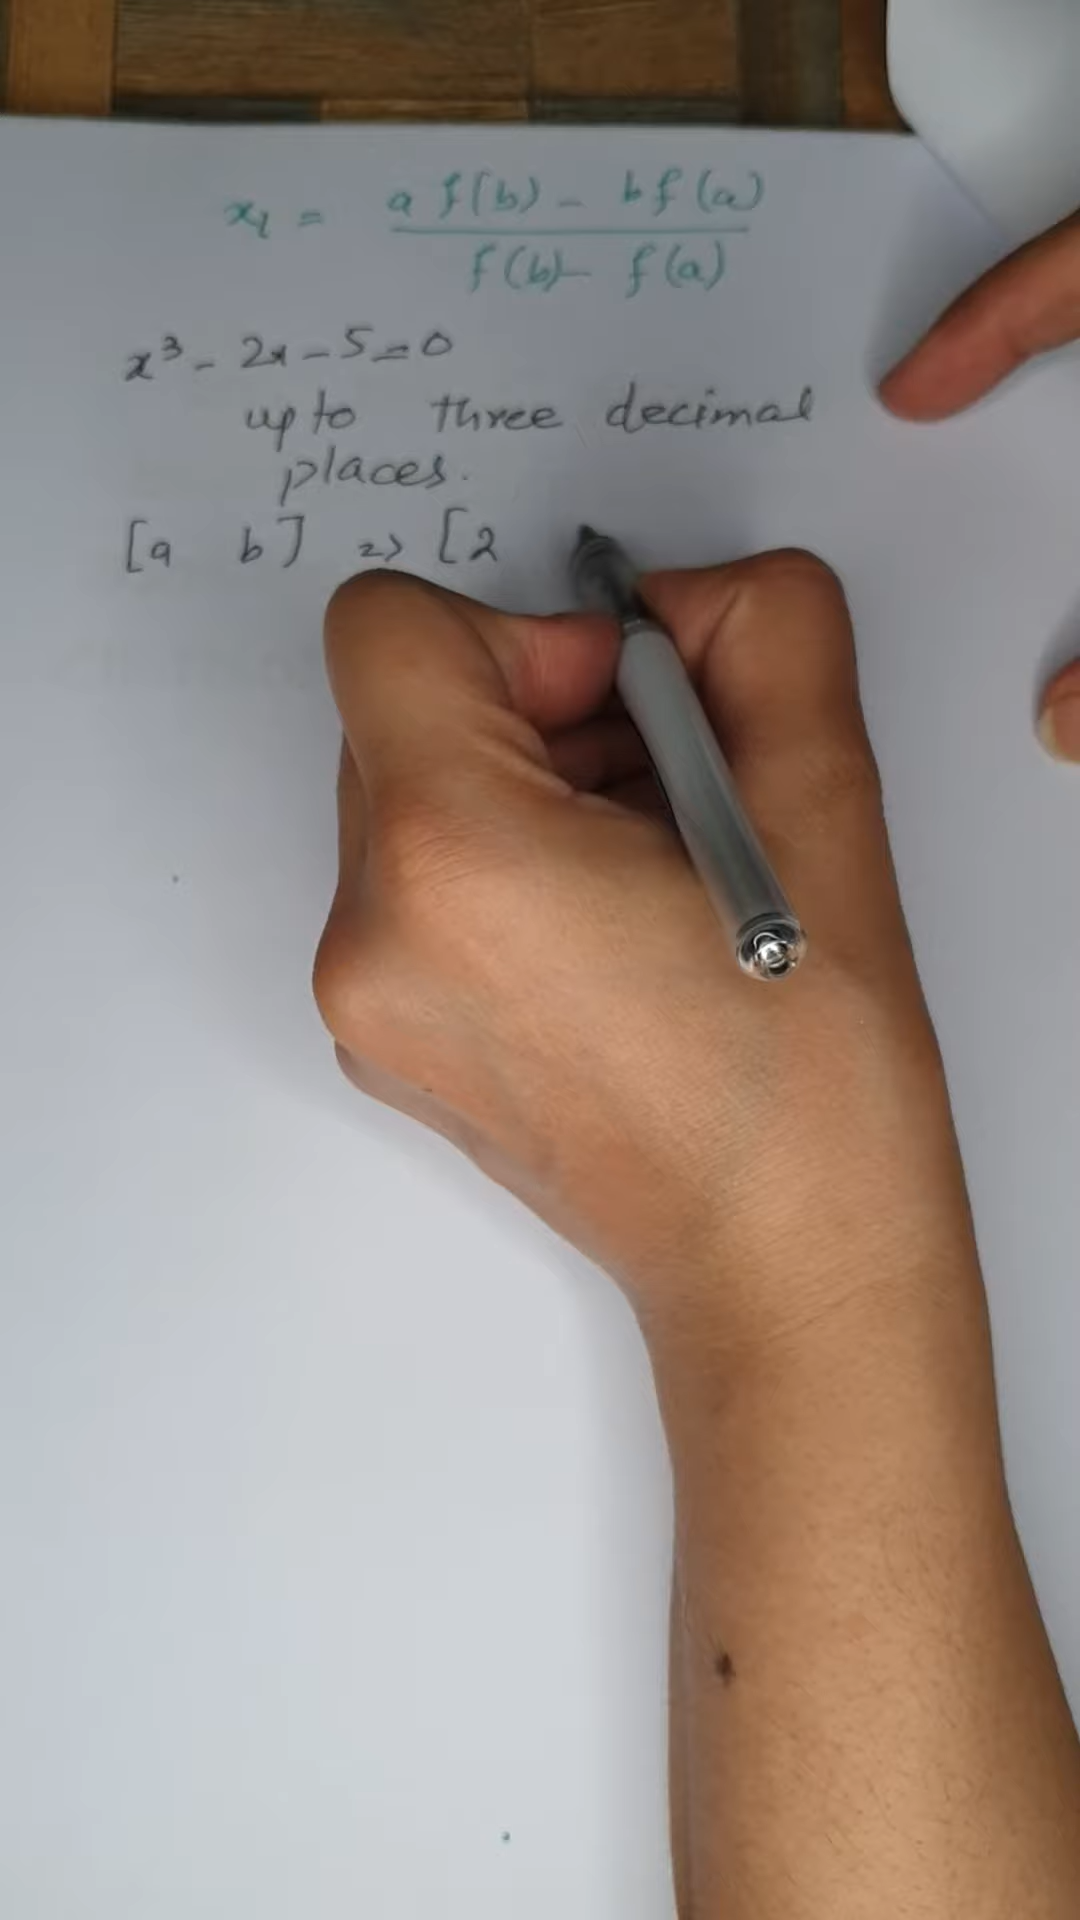 x₁ = a f(b) - b f(a) / f(b) - f(a)
x³ - 2x - 5 = 0
up to three decimal
places.
[a b] => [2